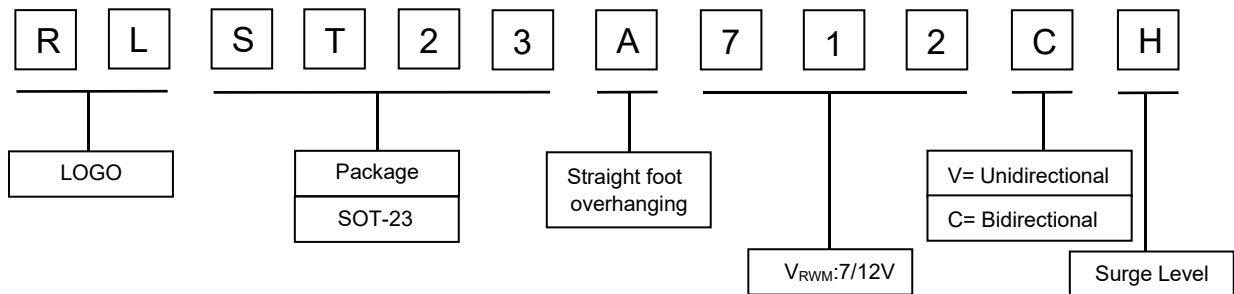 R L S T 2 3 A 7 1 2 C H
LOGO
Package
SOT-23
Straight foot
overhanging
VRWM:7/12V
V= Unidirectional
C= Bidirectional
Surge Level